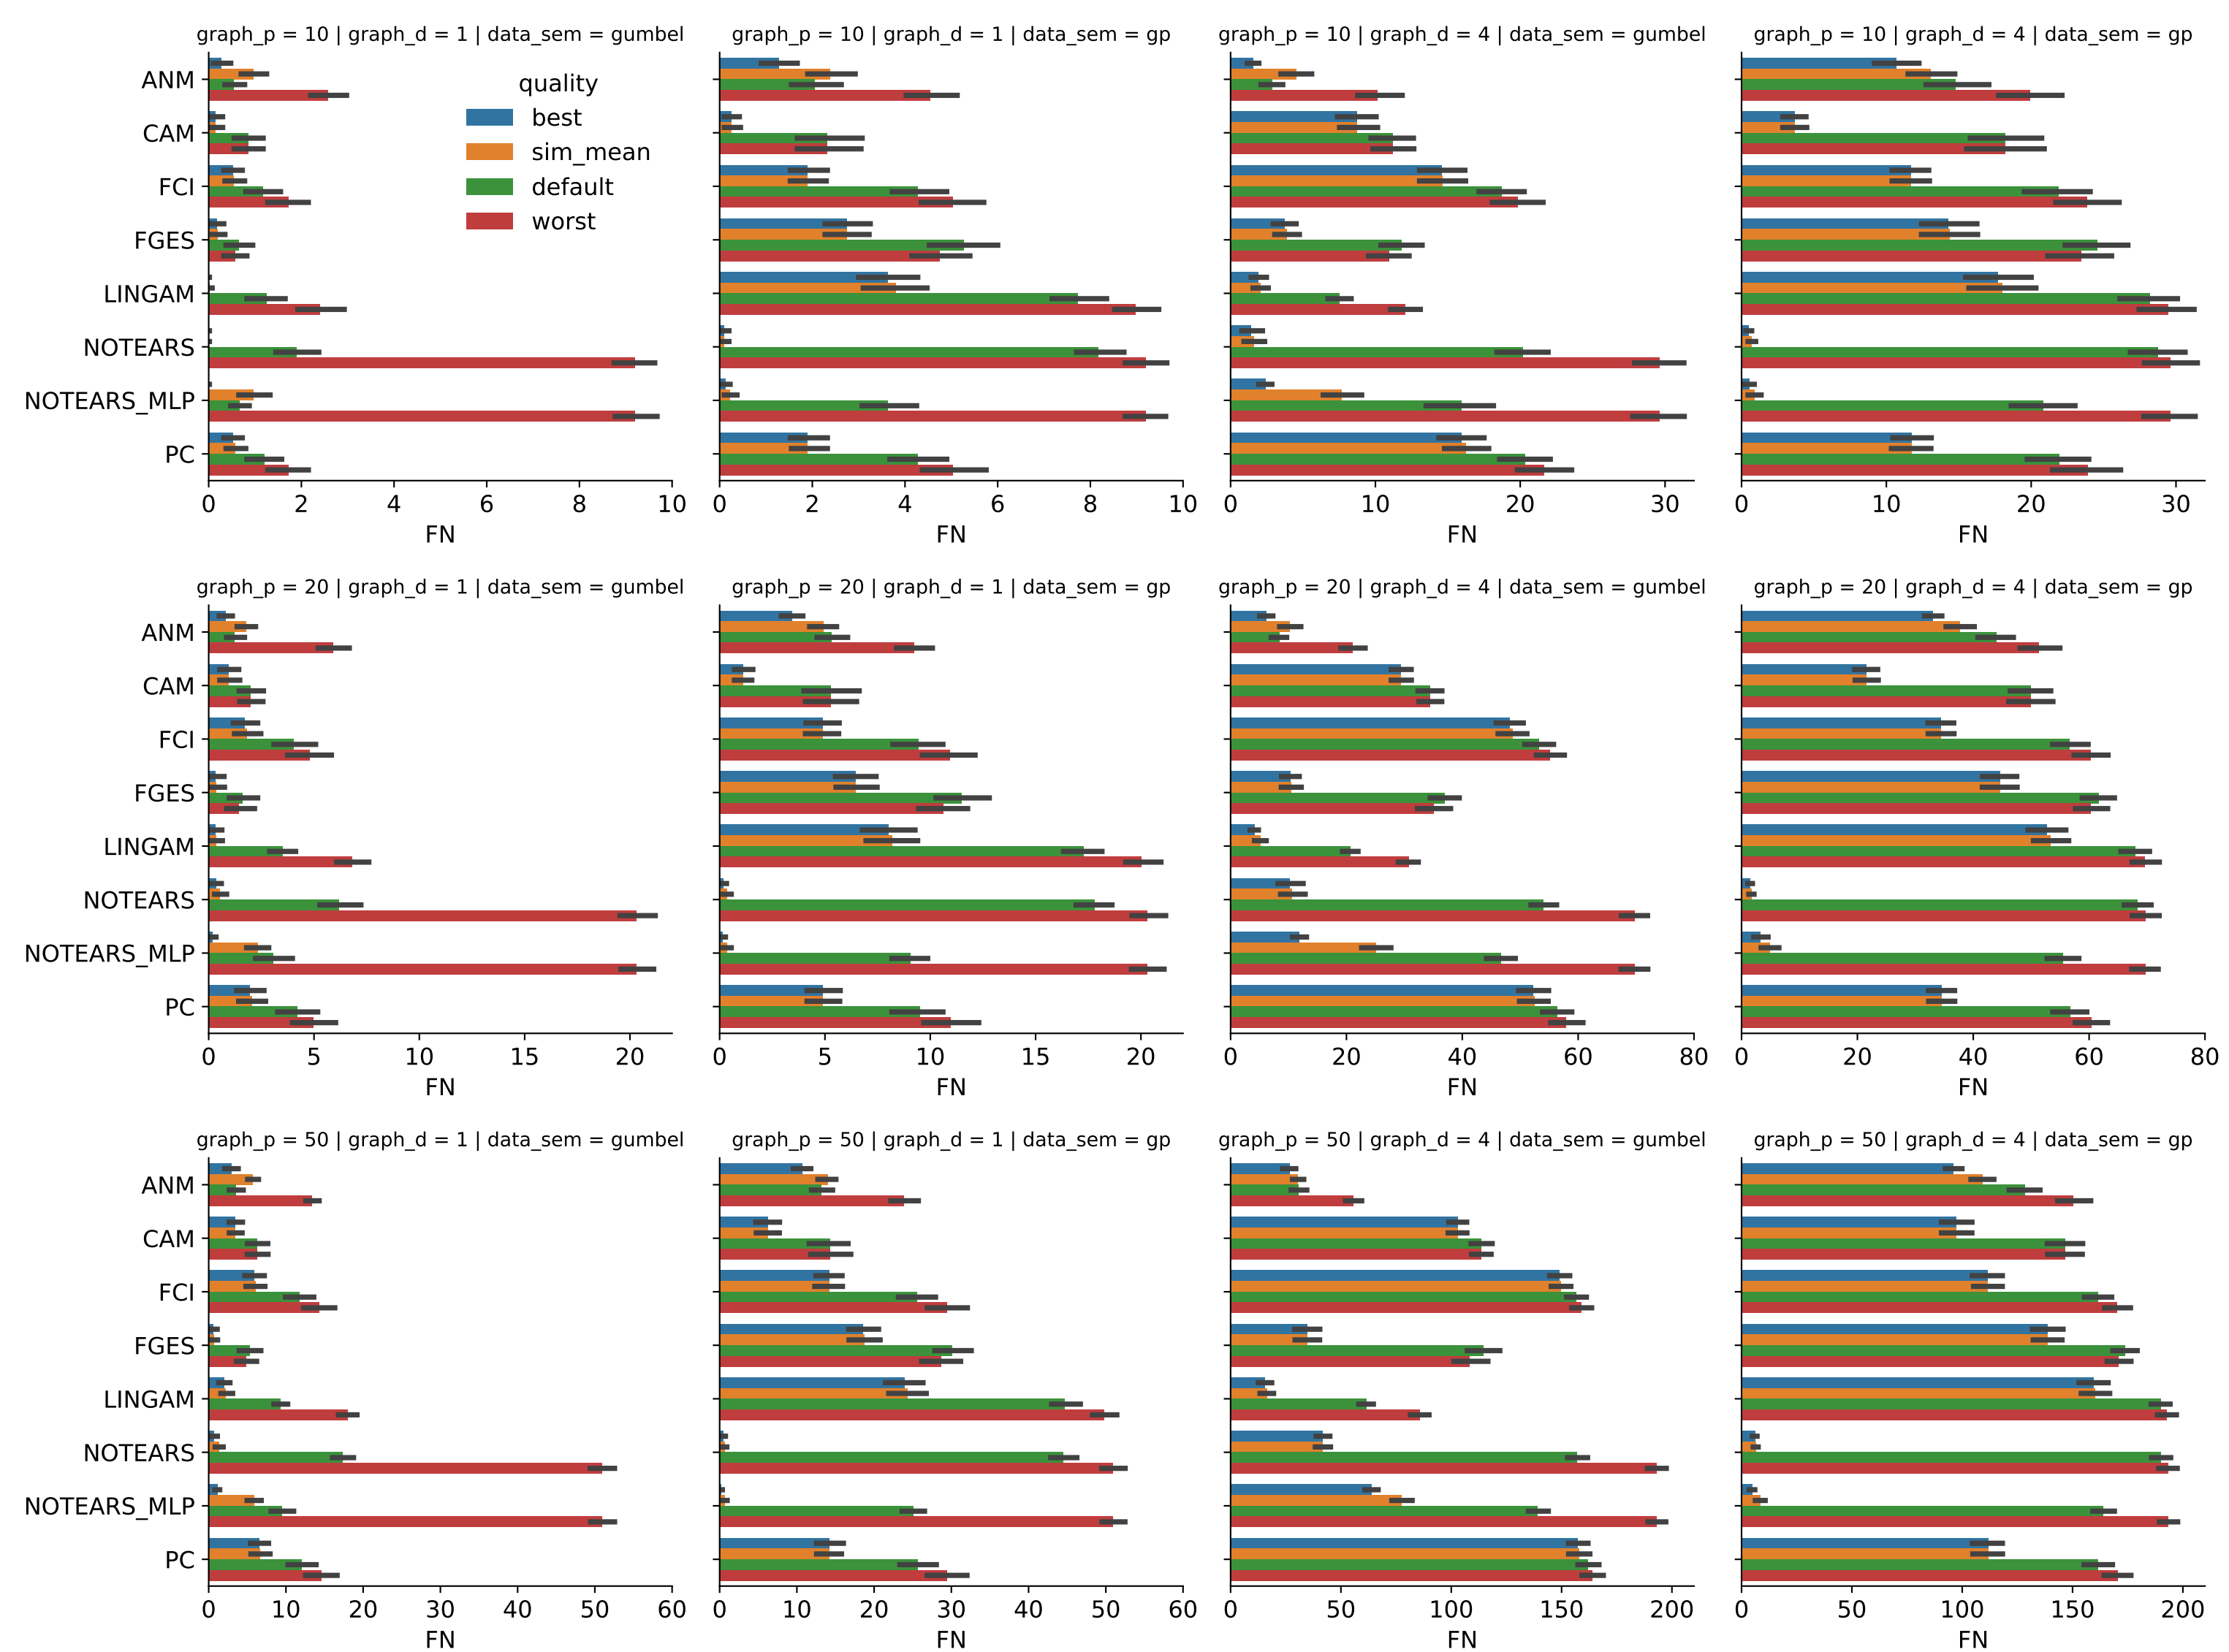 graph_p = 10 | graph_d = 1 | data_sem = gumbel
graph_p = 10 | graph_d = 1 | data_sem = gp
graph_p = 10 | graph_d = 4 | data_sem = gumbel
graph_p = 10 | graph_d = 4 | data_sem = gp
ANM
CAM
FCI
FGES
LINGAM
NOTEARS
NOTEARS_MLP
PC
quality
best
sim_mean
default
worst
0 2 4 6 8 10
0 2 4 6 8 10
0 10 20 30
0 10 20 30
FN
FN
FN
FN
graph_p = 20 | graph_d = 1 | data_sem = gumbel
graph_p = 20 | graph_d = 1 | data_sem = gp
graph_p = 20 | graph_d = 4 | data_sem = gumbel
graph_p = 20 | graph_d = 4 | data_sem = gp
ANM
CAM
FCI
FGES
LINGAM
NOTEARS
NOTEARS_MLP
PC
0 5 10 15 20
0 5 10 15 20
0 20 40 60 80
0 20 40 60 80
FN
FN
FN
FN
graph_p = 50 | graph_d = 1 | data_sem = gumbel
graph_p = 50 | graph_d = 1 | data_sem = gp
graph_p = 50 | graph_d = 4 | data_sem = gumbel
graph_p = 50 | graph_d = 4 | data_sem = gp
ANM
CAM
FCI
FGES
LINGAM
NOTEARS
NOTEARS_MLP
PC
0 10 20 30 40 50 60
0 10 20 30 40 50 60
0 50 100 150 200
0 50 100 150 200
FN
FN
FN
FN